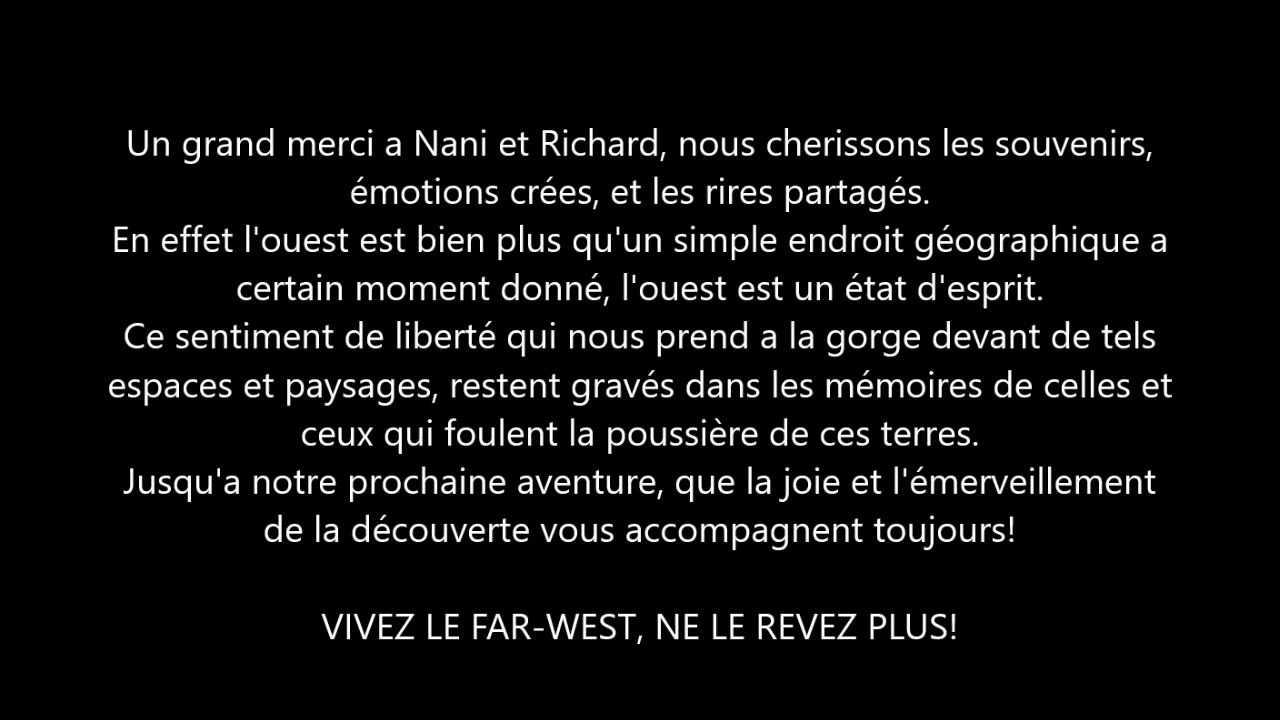 Un grand merci a Nani et Richard, nous cherissons les souvenirs,
émotions crées, et les rires partagés.
En effet l'ouest est bien plus qu'un simple endroit géographique a
certain moment donné, l'ouest est un état d'esprit.
Ce sentiment de liberté qui nous prend a la gorge devant de tels
espaces et paysages, restent gravés dans les mémoires de celles et
ceux qui foulent la poussière de ces terres.
Jusqu'a notre prochaine aventure, que la joie et l'émerveillement
de la découverte vous accompagnent toujours!
VIVEZ LE FAR-WEST, NE LE REVEZ PLUS!